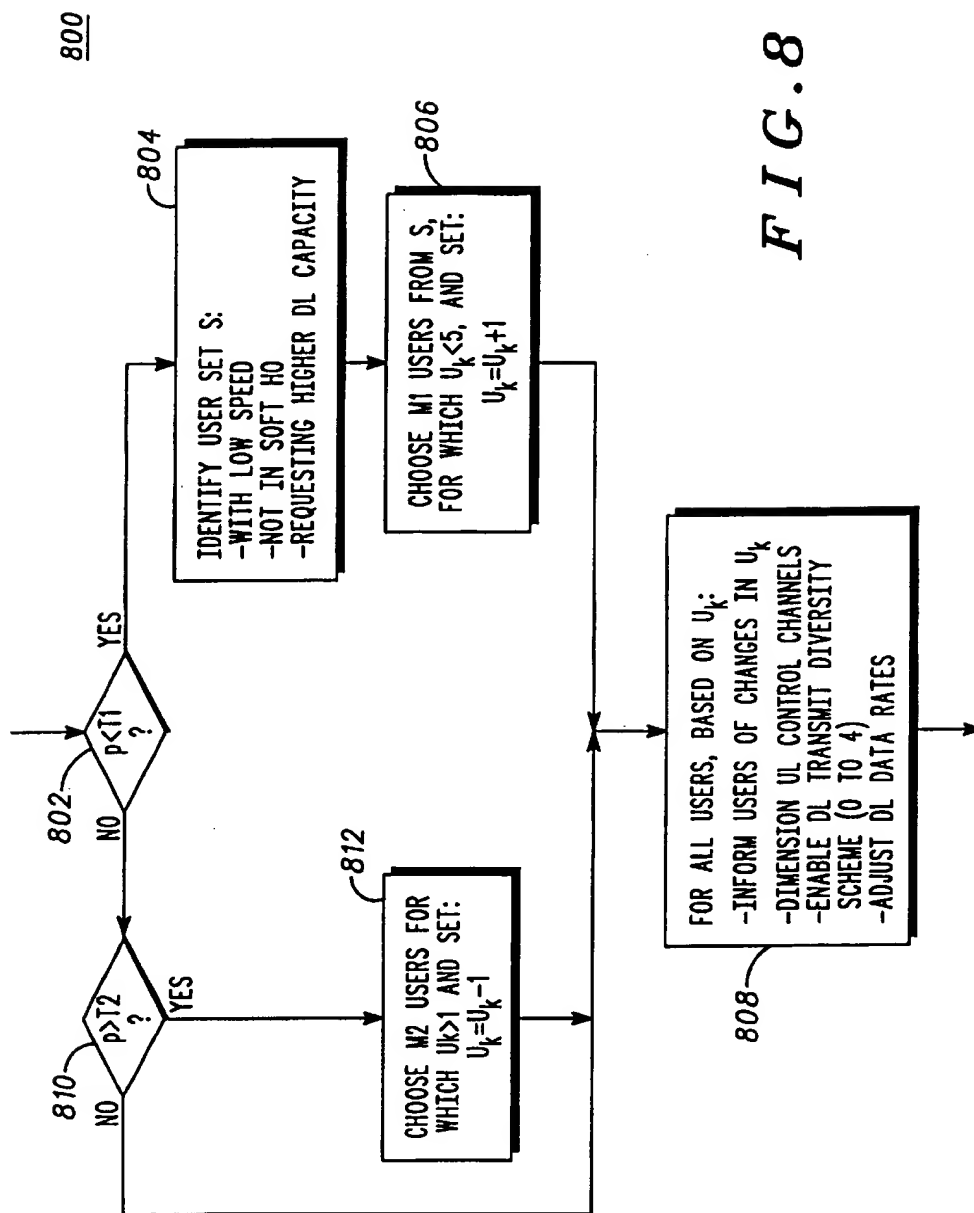 800
802
p<T1
?
YES
NO
804
IDENTIFY USER SET S:
-WITH LOW SPEED
-NOT IN SOFT HO
-REQUESTING HIGHER DL CAPACITY
806
CHOOSE M1 USERS FROM S,
FOR WHICH Uk<5, AND SET:
Uk=Uk+1
810
p>T2
?
YES
NO
812
CHOOSE M2 USERS FOR
WHICH Uk>1 AND SET:
Uk=Uk-1
808
FOR ALL USERS, BASED ON Uk:
-INFORM USERS OF CHANGES IN Uk
-DIMENSION UL CONTROL CHANNELS
-ENABLE DL TRANSMIT DIVERSITY
SCHEME (0 TO 4)
-ADJUST DL DATA RATES
FIG.8